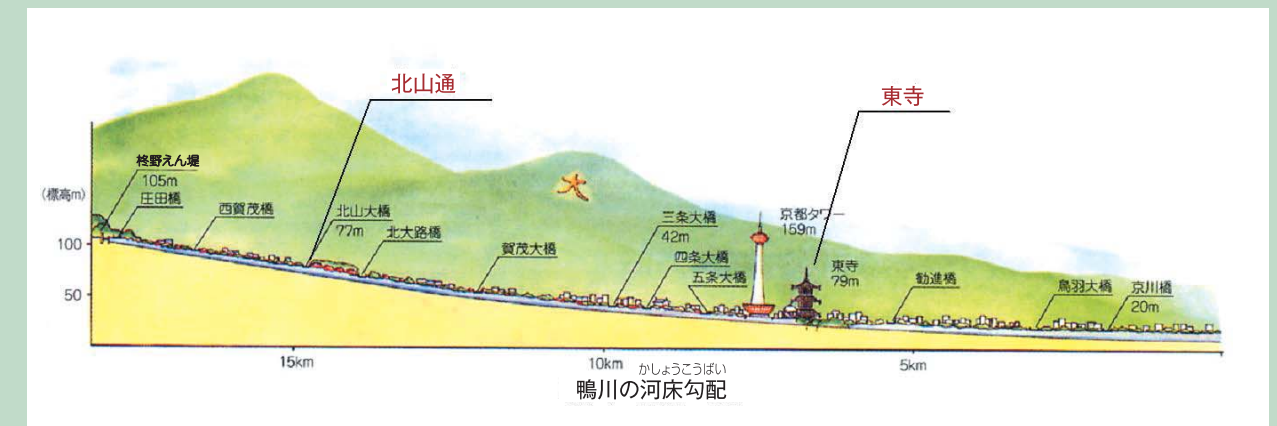 北山通
東寺
柊野えん堤
105m
庄田橋
(標高m)
西賀茂橋
北山大橋
77m
北大路橋
賀茂大橋
三条大橋
42m
四条大橋
五条大橋
京都タワー
159m
東寺
79m
勧進橋
鳥羽大橋
京川橋
20m
大
100
50
15km
10km
5km
かしょうこうばい
鴨川の河床勾配